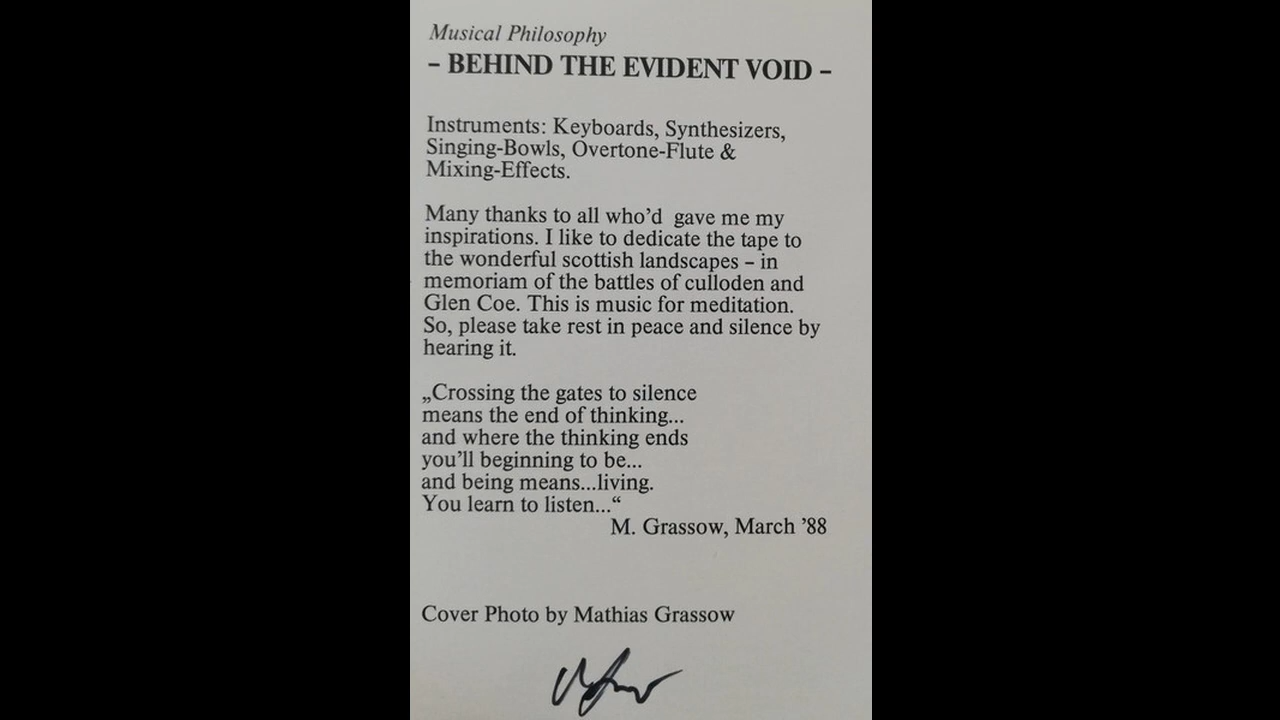 Musical Philosophy
– BEHIND THE EVIDENT VOID –
Instruments: Keyboards, Synthesizers,
Singing-Bowls, Overtone-Flute &
Mixing-Effects.
Many thanks to all who’d gave me my
inspirations. I like to dedicate the tape to
the wonderful scottish landscapes – in
memoriam of the battles of culloden and
Glen Coe. This is music for meditation.
So, please take rest in peace and silence by
hearing it.
„Crossing the gates to silence
means the end of thinking...
and where the thinking ends
you’ll beginning to be...
and being means...living.
You learn to listen...“
M. Grassow, March ’88
Cover Photo by Mathias Grassow